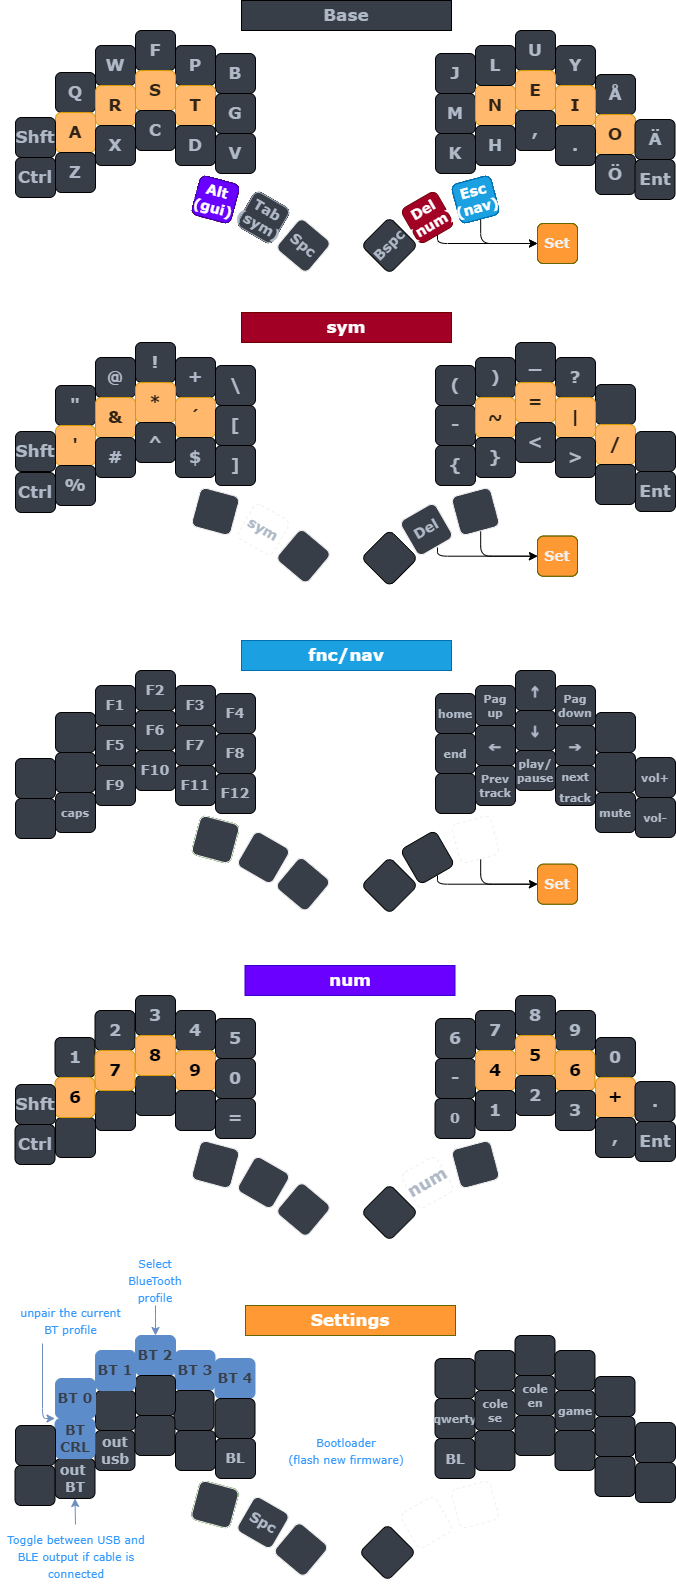 Base
Q W F P B
J L U Y Å
Shft A R S T G
M N E I O Ä
Ctrl Z X C D V
K H , . Ö Ent
Alt
(gui)
Tab
sym)
Spc
Bspc
Del
(num)
Esc
(nav)
Set
sym
" @ ! + \
( ) _ ?
Shft ' & * ´ [
- ~ = | /
Ctrl % # ^ $ ]
{ } < > Ent
sym
Del
Set
fnc/nav
F1 F2 F3 F4
home
Pag
up
↑
Pag
down
F5 F6 F7 F8
end ← ↓ → vol+
caps F9 F10 F11 F12
Prev
track
play/
pause
next
track
mute vol-
Set
num
1 2 3 4 5
6 7 8 9 0
Shft 6 7 8 9 0
- 4 5 6 + .
Ctrl =
0 1 2 3 , Ent
num
Select
BlueTooth
profile
unpair the current
BT profile
Settings
BT 0 BT 1 BT 2 BT 3 BT 4
BT
CRL
qwerty
cole
se
cole
en
game
out
BT
out
usb
BL
Bootloader
(flash new firmware)
BL
Spc
Toggle between USB and
BLE output if cable is
connected